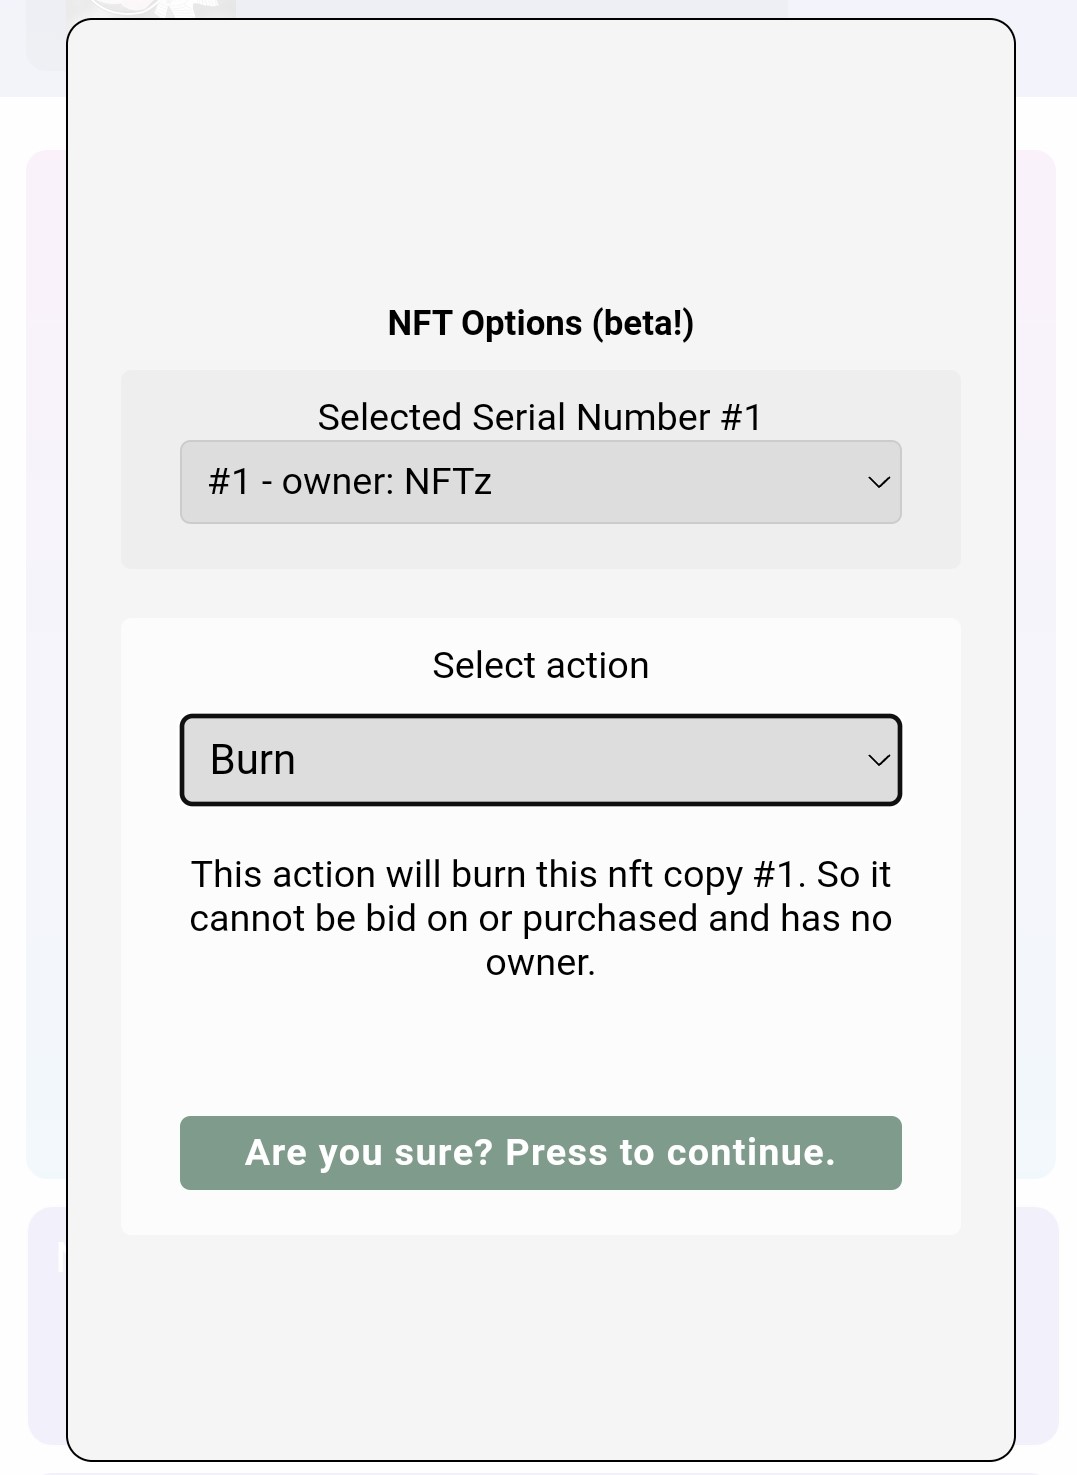 NFT Options (beta!)
Selected Serial Number #1
#1 - owner: NFTz
Select action
Burn
This action will burn this nft copy #1. So it
cannot be bid on or purchased and has no
owner.
Are you sure? Press to continue.